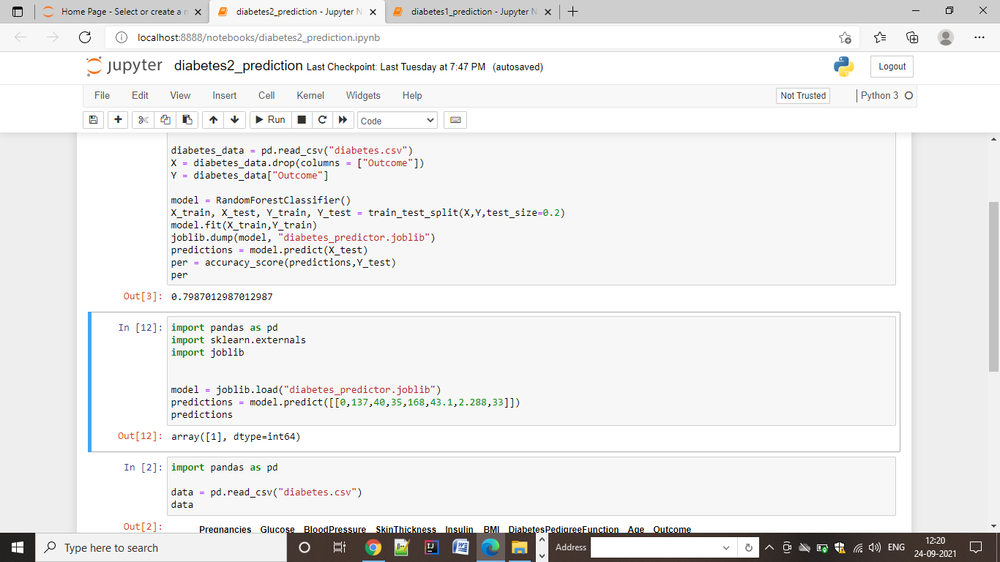 Home Page - Select or create a n
diabetes2_prediction - Jupyter N
diabetes1_prediction - Jupyter N
localhost:8888/notebooks/diabetes2_prediction.ipynb
jupyter diabetes2_prediction Last Checkpoint: Last Tuesday at 7:47 PM (autosaved)
Logout
File Edit View Insert Cell Kernel Widgets Help
Not Trusted
Python 3
Run
Code
diabetes_data = pd.read_csv("diabetes.csv")
X = diabetes_data.drop(columns = ["Outcome"])
Y = diabetes_data["Outcome"]
model = RandomForestClassifier()
X_train, X_test, Y_train, Y_test = train_test_split(X,Y,test_size=0.2)
model.fit(X_train,Y_train)
joblib.dump(model, "diabetes_predictor.joblib")
predictions = model.predict(X_test)
per = accuracy_score(predictions,Y_test)
per
Out[3]: 0.7987012987012987
In [12]: import pandas as pd
import sklearn.externals
import joblib
model = joblib.load("diabetes_predictor.joblib")
predictions = model.predict([[0,137,40,35,168,43.1,2.288,33]])
predictions
Out[12]: array([1], dtype=int64)
In [2]: import pandas as pd
data = pd.read_csv("diabetes.csv")
data
Out[2]:
Pregnancies Glucose BloodPressure SkinThickness Insulin BMI DiabetesPedigreeFunction Age Outcome
Type here to search
Address
ENG
12:20
24-09-2021